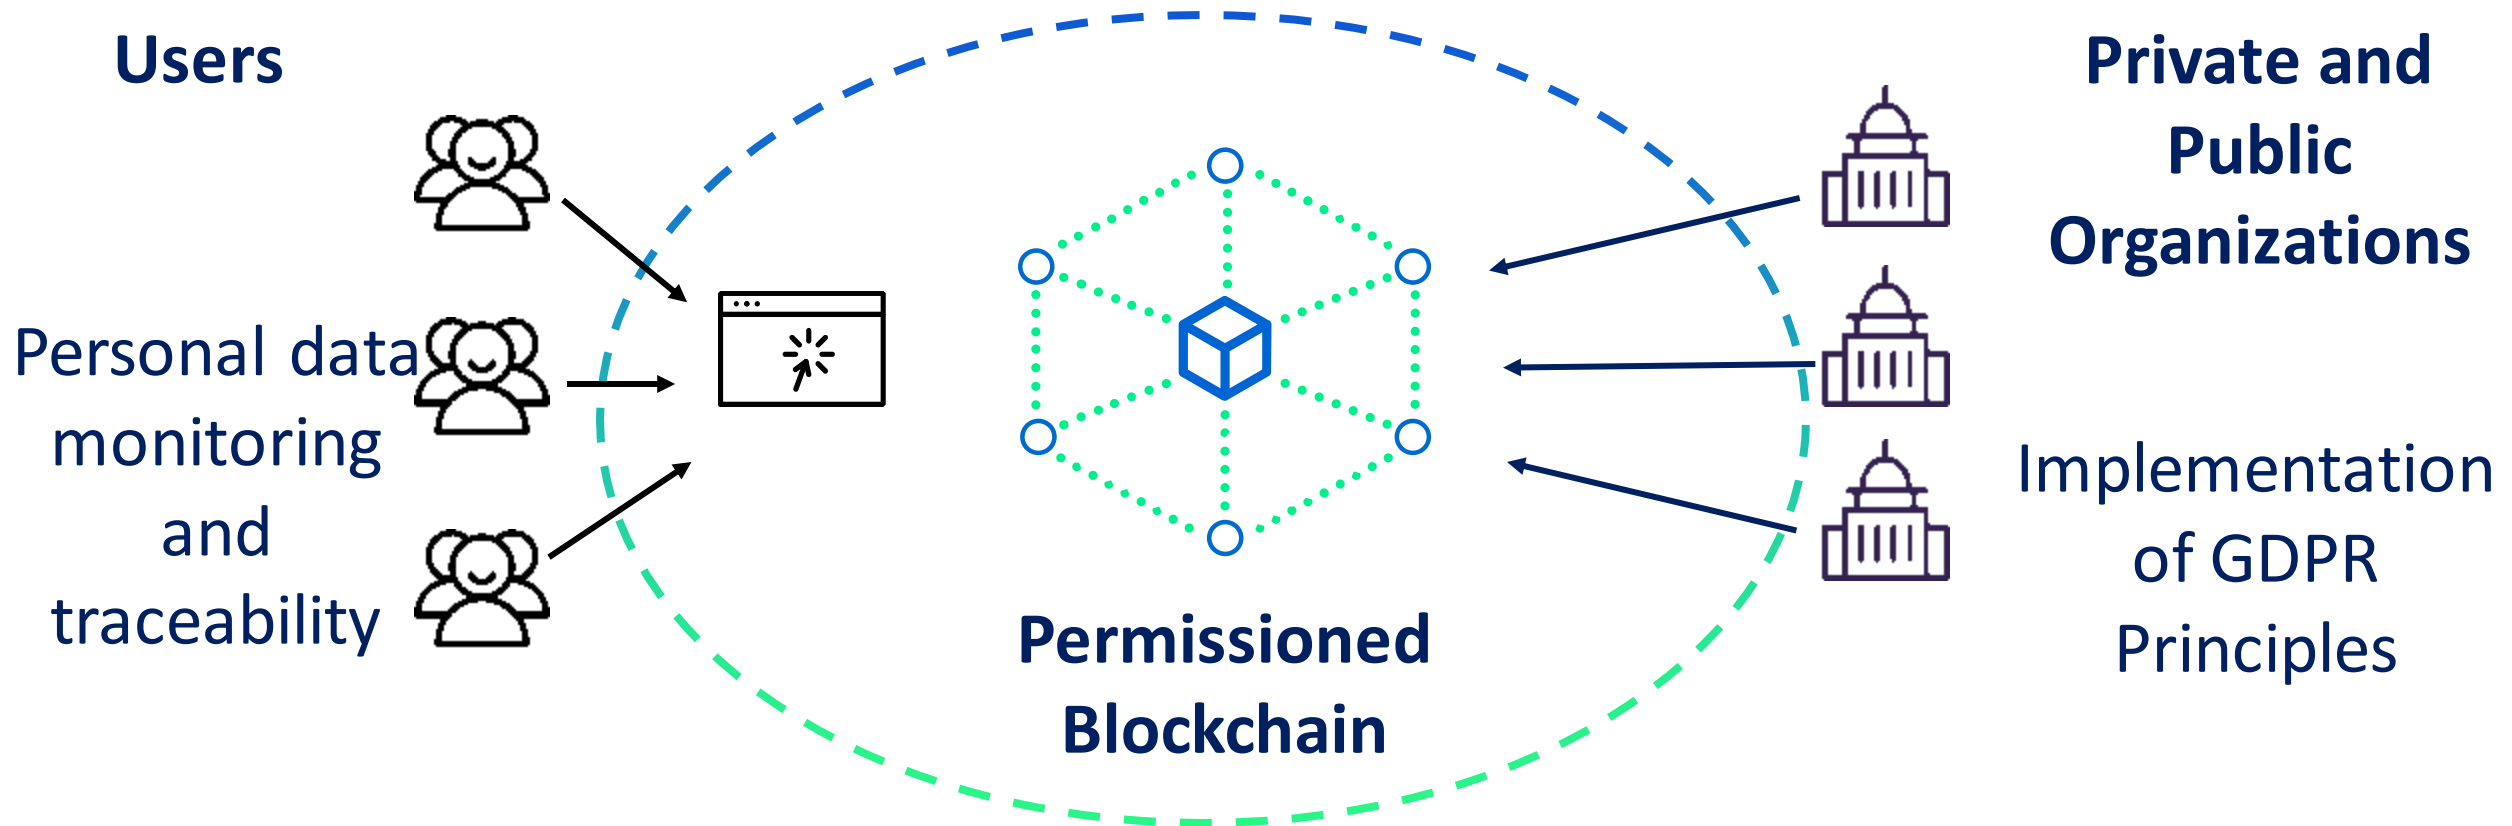 Users
Personal data
monitoring
and
traceability
Permissioned
Blockchain
Private and
Public
Organizations
Implementation
of GDPR
Principles